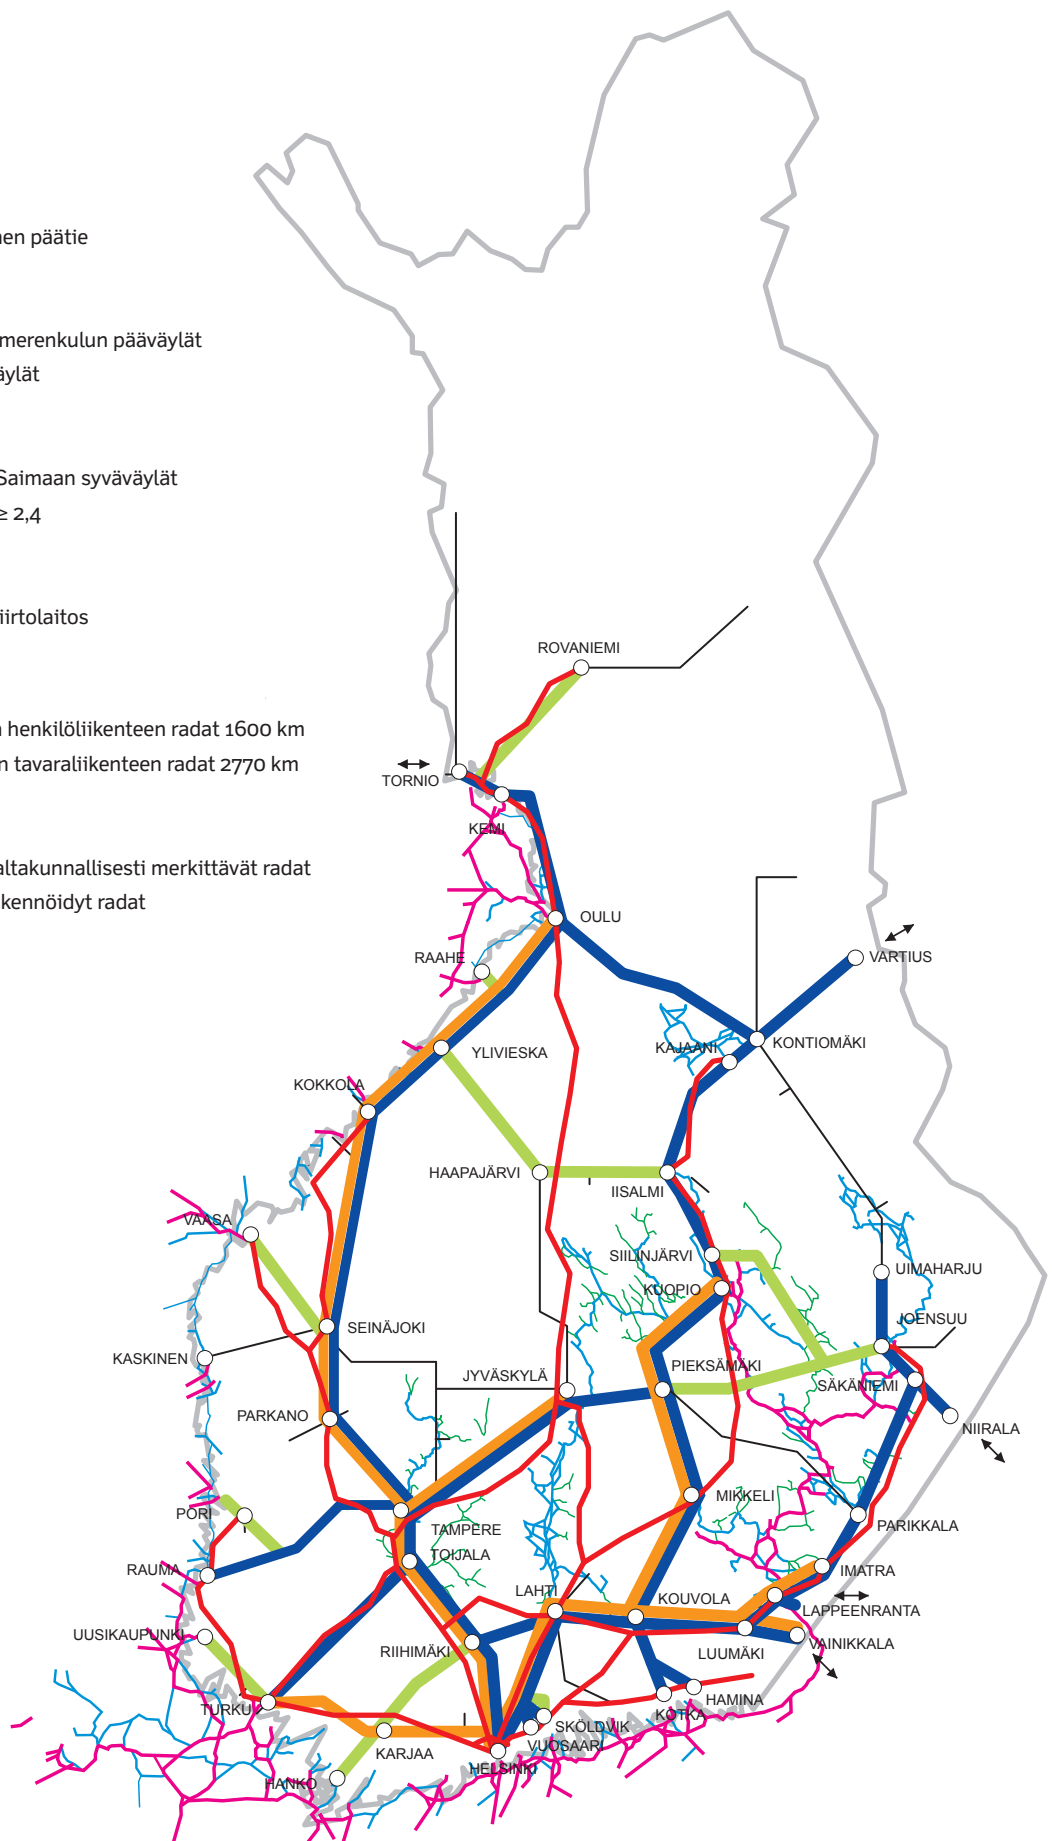 nen päätie
merenkulun pääväylät
äylät
Saimaan syväväylät
≥ 2,4
iirtolaitos
n henkilöliikenteen radat 1600 km
n tavaraliikenteen radat 2770 km
altakunnallisesti merkittävät radat
kennöidyt radat
ROVANIEMI
TORNIO
KEMI
OULU
RAAHE
VARTIUS
YLIVIESKA
KAJAANI
KONTIOMÄKI
KOKKOLA
HAAPAJÄRVI
IISALMI
VAASA
SIILINJÄRVI
UIMAHARJU
KUOPIO
JOENSUU
SEINÄJOKI
KASKINEN
JYVÄSKYLÄ
PIEKSÄMÄKI
SÄKÄNIEMI
PARKANO
NIIRALA
MIKKELI
PORI
TAMPERE
PARIKKALA
TOIJALA
RAUMA
IMATRA
LAHTI
KOUVOLA
LAPPEENRANTA
UUSIKAUPUNKI
VAINIKKALA
RIIHIMÄKI
LUUMÄKI
HAMINA
TURKU
KOTKA
SKÖLDVIK
VUOSAARI
KARJAA
HELSINKI
HANKO